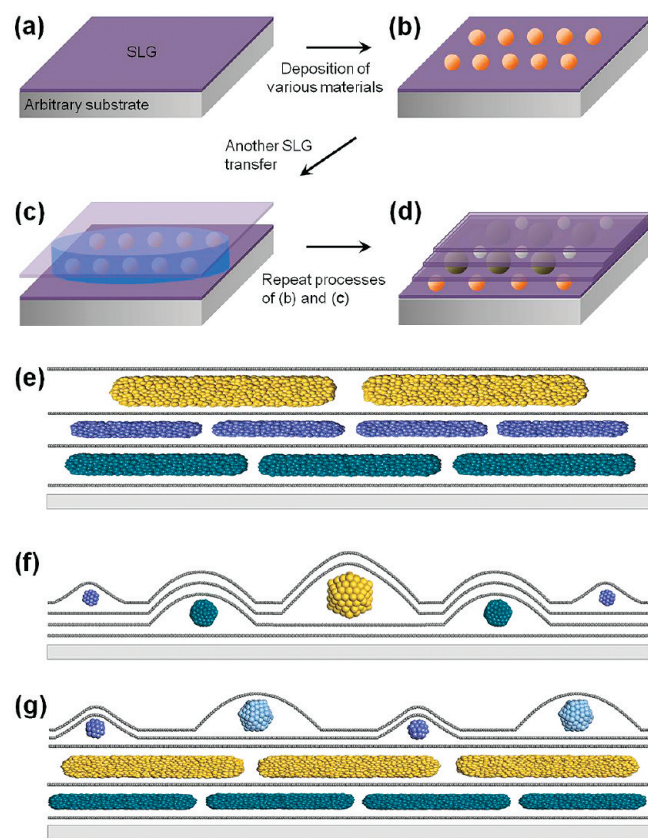 (a)
SLG
Arbitrary substrate
Deposition of
various materials
(b)
Another SLG
transfer
(c)
Repeat processes
of (b) and (c)
(d)
(e)
(f)
(g)